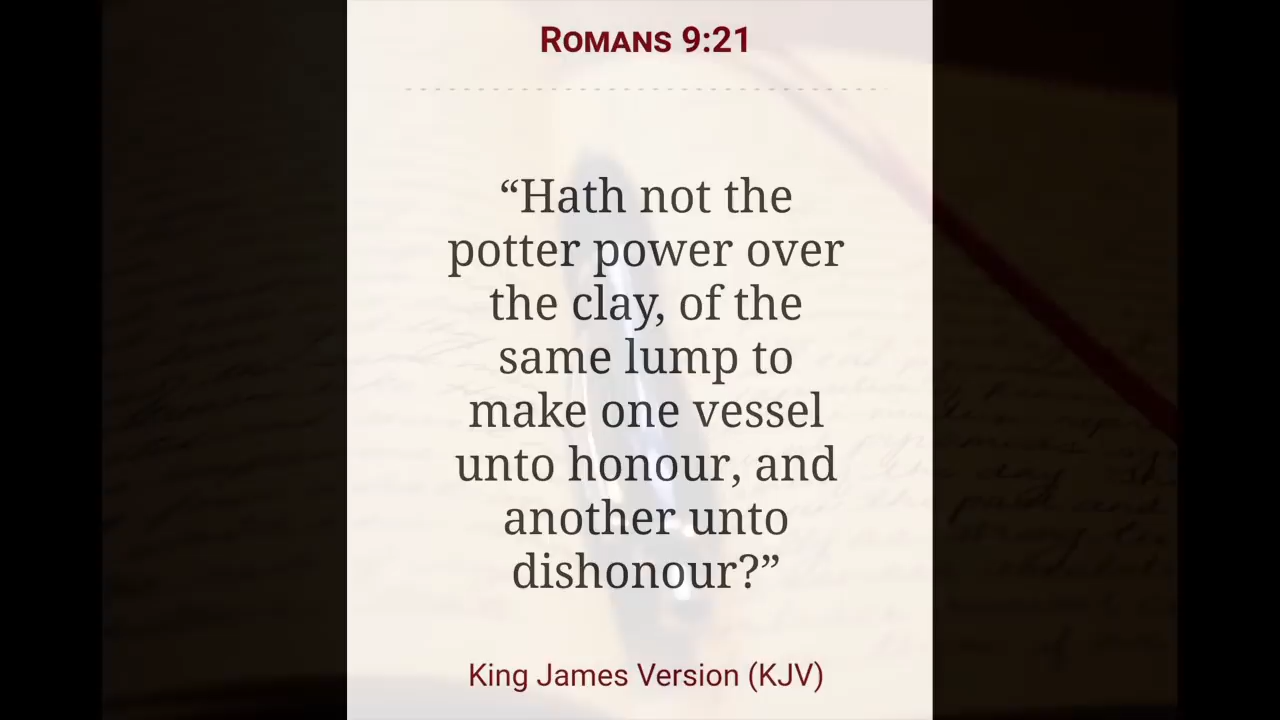 Romans 9:21
“Hath not the
potter power over
the clay, of the
same lump to
make one vessel
unto honour, and
another unto
dishonour?”
King James Version (KJV)